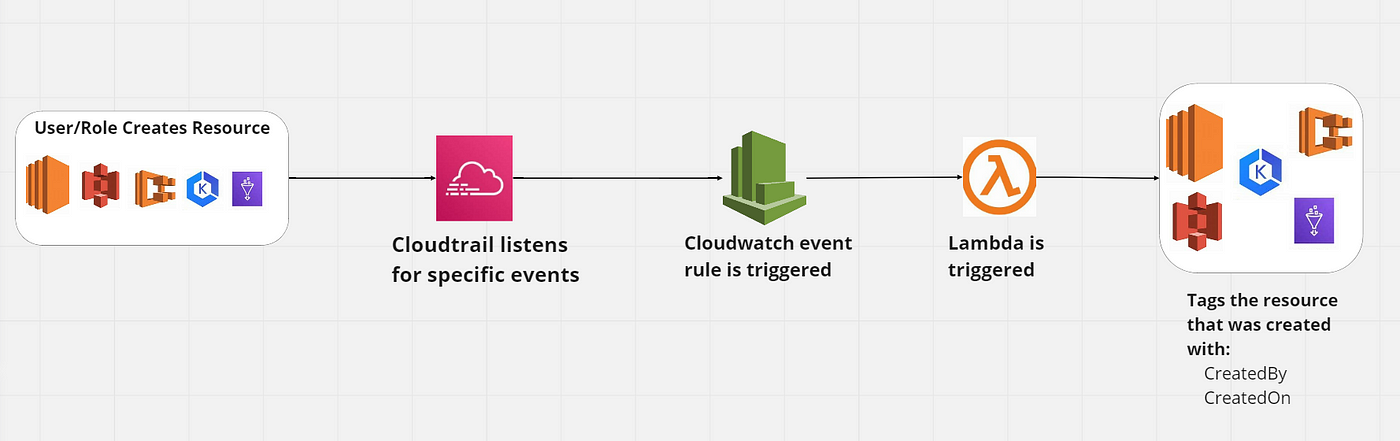 User/Role Creates Resource
K
Cloudtrail listens
for specific events
Cloudwatch event
rule is triggered
λ
Lambda is
triggered
K
Tags the resource
that was created
with:
CreatedBy
CreatedOn